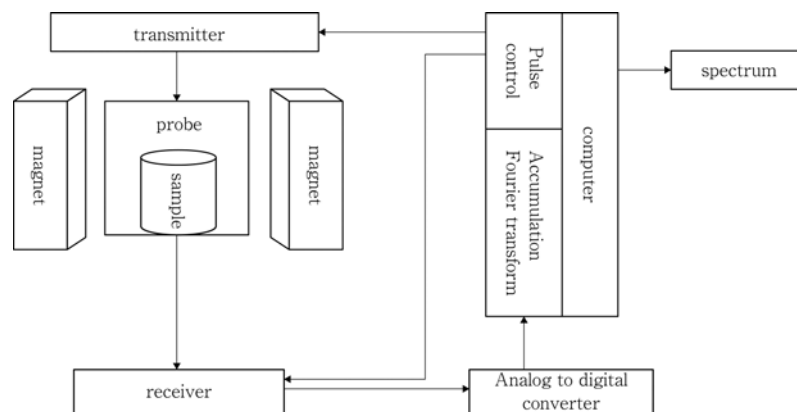 transmitter
Pulse
control
spectrum
probe
magnet
sample
magnet
computer
Accumulation
Fourier transform
receiver
Analog to digital
converter